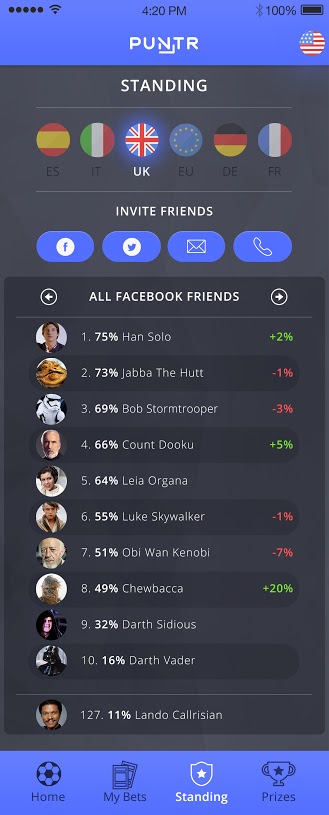 4:20 PM 100%
PUNTR
STANDING
ES IT UK EU DE FR
INVITE FRIENDS
ALL FACEBOOK FRIENDS
1. 75% Han Solo +2%
2. 73% Jabba The Hutt -1%
3. 69% Bob Stormtrooper -3%
4. 66% Count Dooku +5%
5. 64% Leia Organa
6. 55% Luke Skywalker -1%
7. 51% Obi Wan Kenobi -7%
8. 49% Chewbacca +20%
9. 32% Darth Sidious
10. 16% Darth Vader
127. 11% Lando Callrisian
Home My Bets Standing Prizes